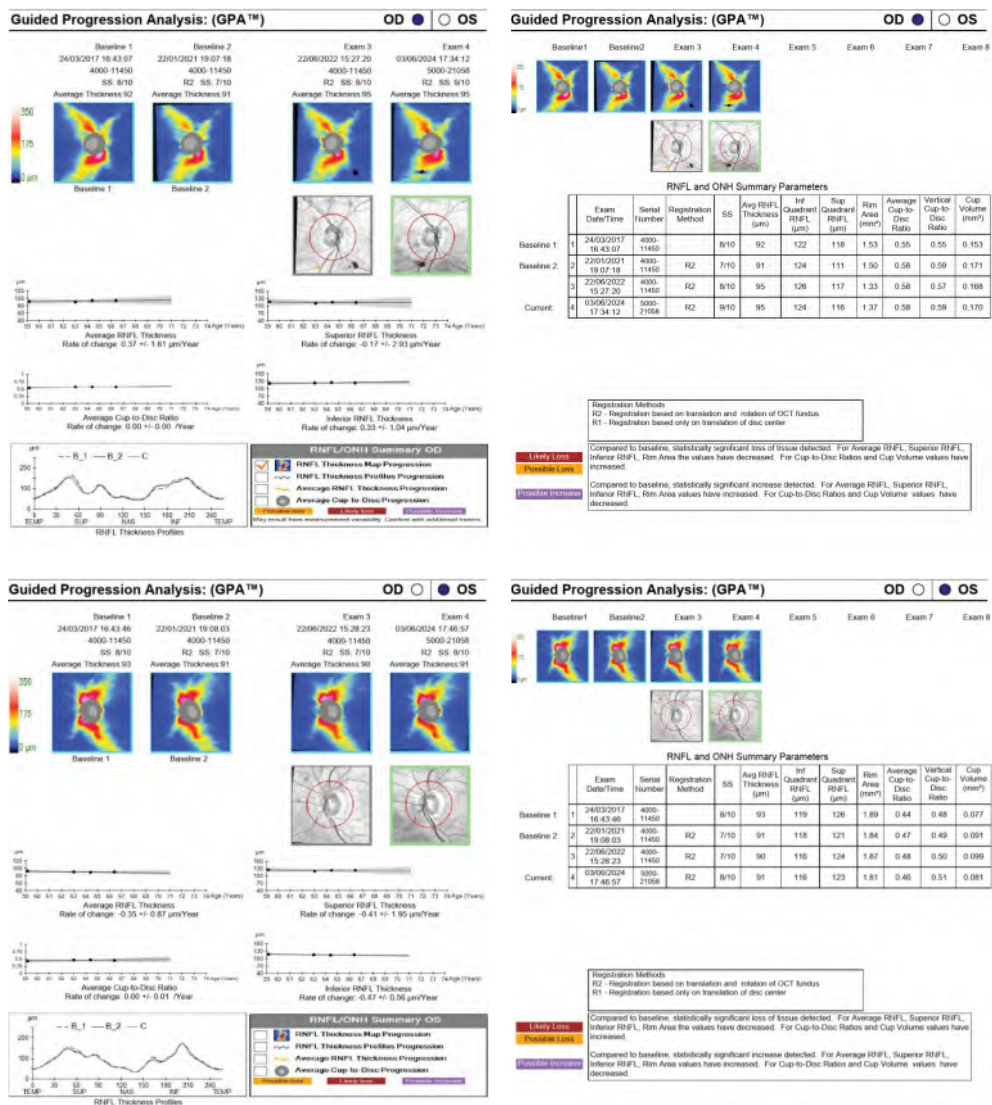 Guided Progression Analysis: (GPA™) OD OS
Baseline 1 Baseline 2 Exam 3 Exam 4
24/03/2017 16:43:07 22/01/2021 19:07:18 22/06/2022 15:27:20 03/06/2024 17:34:12
4000-11450 4000-11450 4000-11450 5000-21058
SS: 8/10 R2 SS: 7/10 R2 SS: 8/10 R2 SS: 9/10
Average Thickness:92 Average Thickness:91 Average Thickness:95 Average Thickness:95
350
175
0 µm
Baseline 1 Baseline 2
Average RNFL Thickness Superior RNFL Thickness
Rate of change: 0.37 +/- 1.61 µm/Year Rate of change: -0.17 +/- 2.93 µm/Year
Average Cup-to-Disc Ratio Inferior RNFL Thickness
Rate of change: 0.00 +/- 0.00 /Year Rate of change: 0.33 +/- 1.04 µm/Year
µm
B_1 B_2 C
200
100
0
0 30 60 90 120 150 180 210 240
TEMP SUP NAS INF TEMP
RNFL Thickness Profiles
RNFL/ONH Summary OD
RNFL Thickness Map Progression
RNFL Thickness Profiles Progression
Average RNFL Thickness Progression
Average Cup-to-Disc Progression
Possible loss Likely loss Possible increase
May result from measurement variability. Confirm with additional exams.
Guided Progression Analysis: (GPA™) OD OS
Baseline1 Baseline2 Exam 3 Exam 4 Exam 5 Exam 6 Exam 7 Exam 8
RNFL and ONH Summary Parameters
Exam Date/Time Serial Number Registration Method SS Avg RNFL Thickness (µm) Inf Quadrant RNFL (µm) Sup Quadrant RNFL (µm) Rim Area (mm²) Average Cup-to-Disc Ratio Vertical Cup-to-Disc Ratio Cup Volume (mm³)
Baseline 1: 1 24/03/2017 16:43:07 4000-11450 8/10 92 122 118 1.53 0.55 0.55 0.153
Baseline 2: 2 22/01/2021 19:07:18 4000-11450 R2 7/10 91 124 111 1.50 0.58 0.59 0.171
3 22/06/2022 15:27:20 4000-11450 R2 8/10 95 126 117 1.33 0.58 0.57 0.168
Current: 4 03/06/2024 17:34:12 5000-21058 R2 9/10 95 124 116 1.37 0.58 0.59 0.170
Registration Methods
R2 - Registration based on translation and rotation of OCT fundus
R1 - Registration based only on translation of disc center
Likely Loss
Possible Loss
Compared to baseline, statistically significant loss of tissue detected. For Average RNFL, Superior RNFL,
Inferior RNFL, Rim Area the values have decreased. For Cup-to-Disc Ratios and Cup Volume values have
increased.
Possible Increase
Compared to baseline, statistically significant increase detected. For Average RNFL, Superior RNFL,
Inferior RNFL, Rim Area values have increased. For Cup-to-Disc Ratios and Cup Volume values have
decreased.
Guided Progression Analysis: (GPA™) OD OS
Baseline 1 Baseline 2 Exam 3 Exam 4
24/03/2017 16:43:46 22/01/2021 19:08:03 22/06/2022 15:28:23 03/06/2024 17:46:57
4000-11450 4000-11450 4000-11450 5000-21058
SS: 8/10 R2 SS: 7/10 R2 SS: 7/10 R2 SS: 8/10
Average Thickness:93 Average Thickness:91 Average Thickness:90 Average Thickness:91
350
175
0 µm
Baseline 1 Baseline 2
Average RNFL Thickness Superior RNFL Thickness
Rate of change: -0.35 +/- 0.87 µm/Year Rate of change: -0.41 +/- 1.95 µm/Year
Average Cup-to-Disc Ratio Inferior RNFL Thickness
Rate of change: 0.00 +/- 0.01 /Year Rate of change: -0.47 +/- 0.56 µm/Year
µm
B_1 B_2 C
200
100
0
0 30 60 90 120 150 180 210 240
TEMP SUP NAS INF TEMP
RNFL Thickness Profiles
RNFL/ONH Summary OS
RNFL Thickness Map Progression
RNFL Thickness Profiles Progression
Average RNFL Thickness Progression
Average Cup-to-Disc Progression
Possible loss Likely loss Possible increase
Guided Progression Analysis: (GPA™) OD OS
Baseline1 Baseline2 Exam 3 Exam 4 Exam 5 Exam 6 Exam 7 Exam 8
RNFL and ONH Summary Parameters
Exam Date/Time Serial Number Registration Method SS Avg RNFL Thickness (µm) Inf Quadrant RNFL (µm) Sup Quadrant RNFL (µm) Rim Area (mm²) Average Cup-to-Disc Ratio Vertical Cup-to-Disc Ratio Cup Volume (mm³)
Baseline 1: 1 24/03/2017 16:43:46 4000-11450 8/10 93 119 126 1.89 0.44 0.48 0.077
Baseline 2: 2 22/01/2021 19:08:03 4000-11450 R2 7/10 91 118 121 1.84 0.47 0.49 0.091
3 22/06/2022 15:28:23 4000-11450 R2 7/10 90 116 124 1.87 0.48 0.50 0.099
Current: 4 03/06/2024 17:46:57 5000-21058 R2 8/10 91 116 123 1.81 0.46 0.51 0.081
Registration Methods
R2 - Registration based on translation and rotation of OCT fundus
R1 - Registration based only on translation of disc center
Likely Loss
Possible Loss
Compared to baseline, statistically significant loss of tissue detected. For Average RNFL, Superior RNFL,
Inferior RNFL, Rim Area the values have decreased. For Cup-to-Disc Ratios and Cup Volume values have
increased.
Possible Increase
Compared to baseline, statistically significant increase detected. For Average RNFL, Superior RNFL,
Inferior RNFL, Rim Area values have increased. For Cup-to-Disc Ratios and Cup Volume values have
decreased.